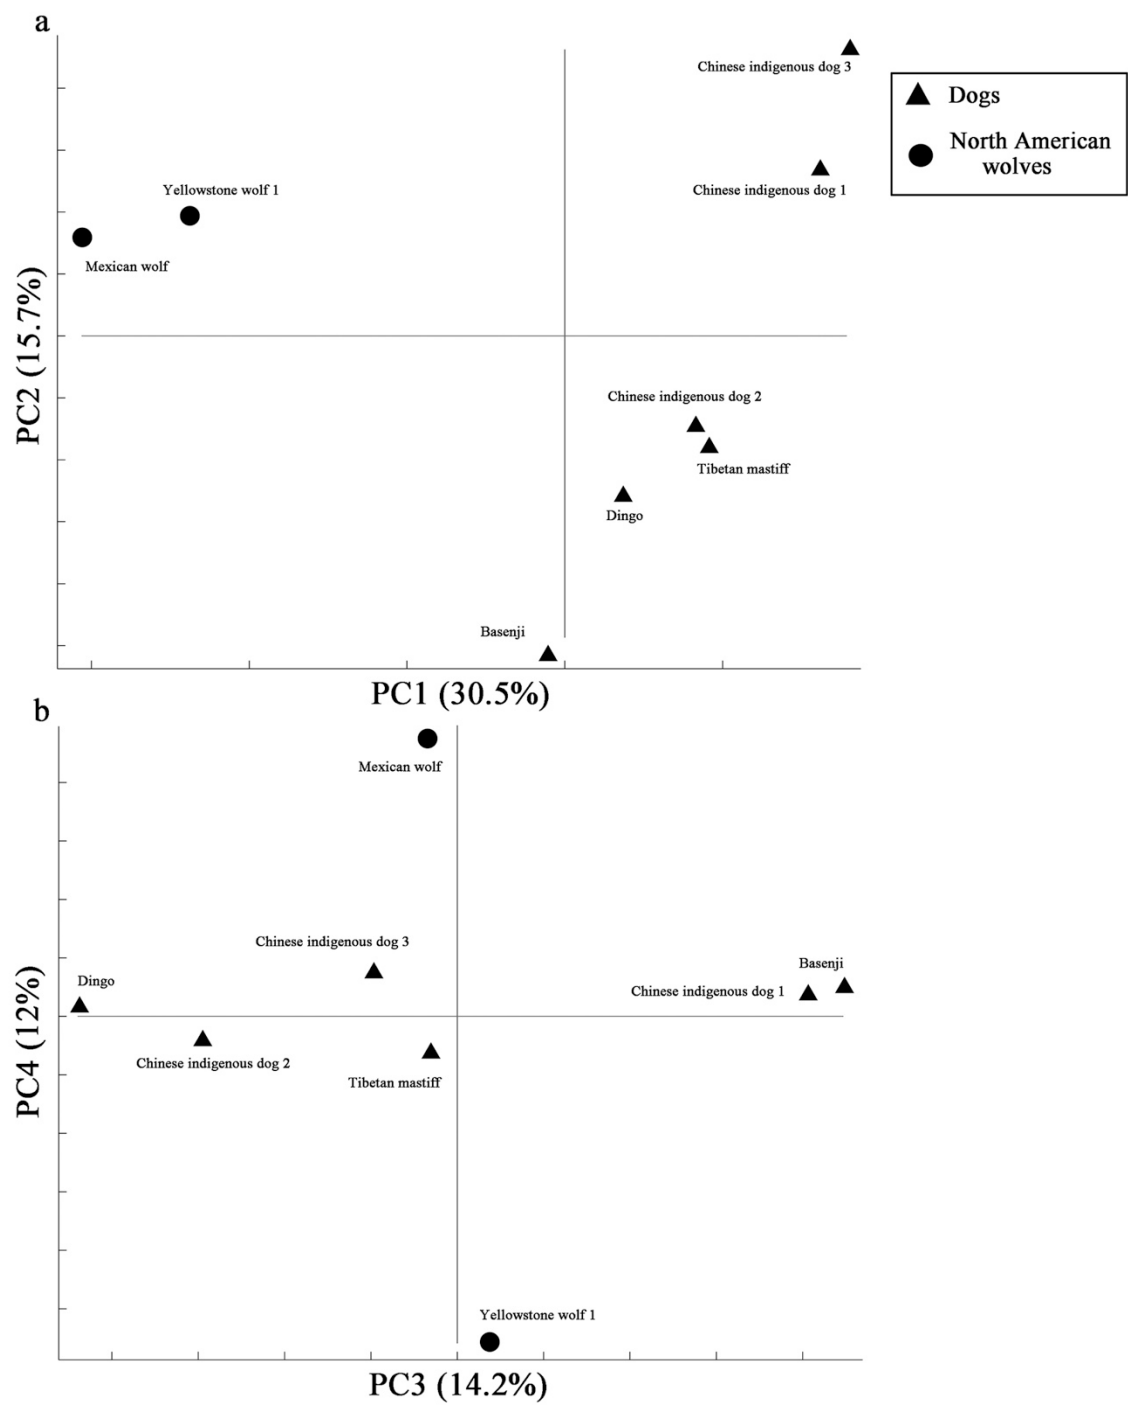 a
Chinese indigenous dog 3
Dogs
North American
wolves
Yellowstone wolf 1
Chinese indigenous dog 1
Mexican wolf
PC2 (15.7%)
Chinese indigenous dog 2
Tibetan mastiff
Dingo
Basenji
PC1 (30.5%)
b
Mexican wolf
Chinese indigenous dog 3
Basenji
Dingo
Chinese indigenous dog 1
Chinese indigenous dog 2
Tibetan mastiff
PC4 (12%)
Yellowstone wolf 1
PC3 (14.2%)